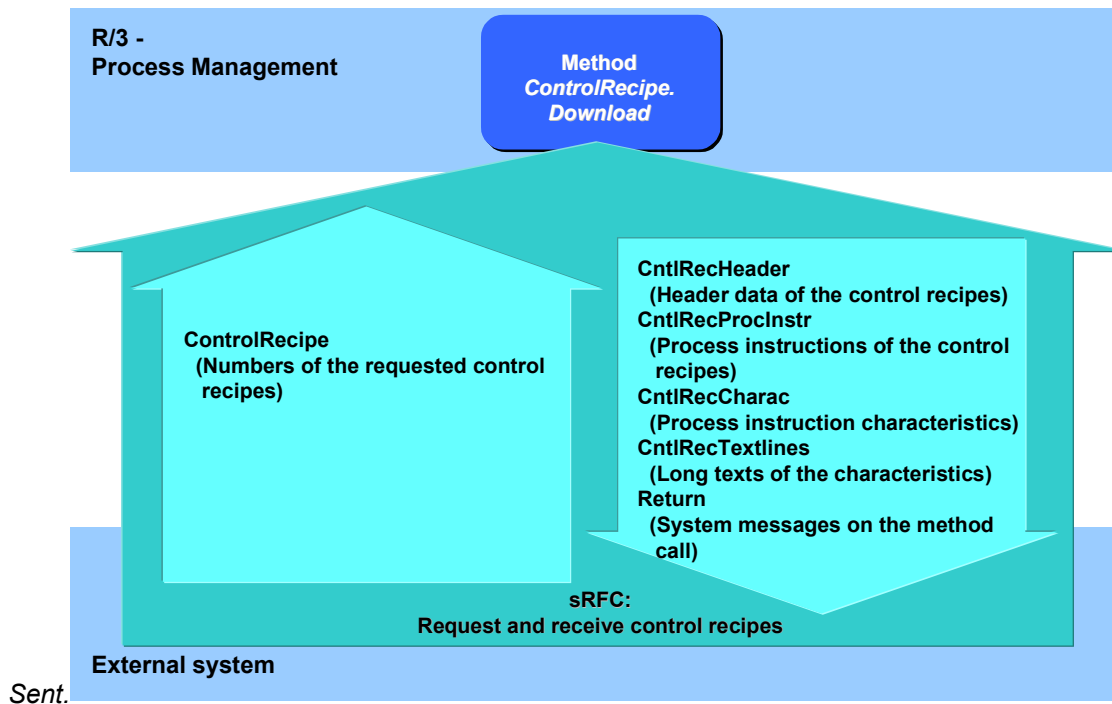 R/3 -
Process Management
Method
ControlRecipe.
Download
ControlRecipe
(Numbers of the requested control
recipes)
CntlRecHeader
(Header data of the control recipes)
CntlRecProcInstr
(Process instructions of the control
recipes)
CntlRecCharac
(Process instruction characteristics)
CntlRecTextlines
(Long texts of the characteristics)
Return
(System messages on the method
call)
sRFC:
Request and receive control recipes
External system
Sent.